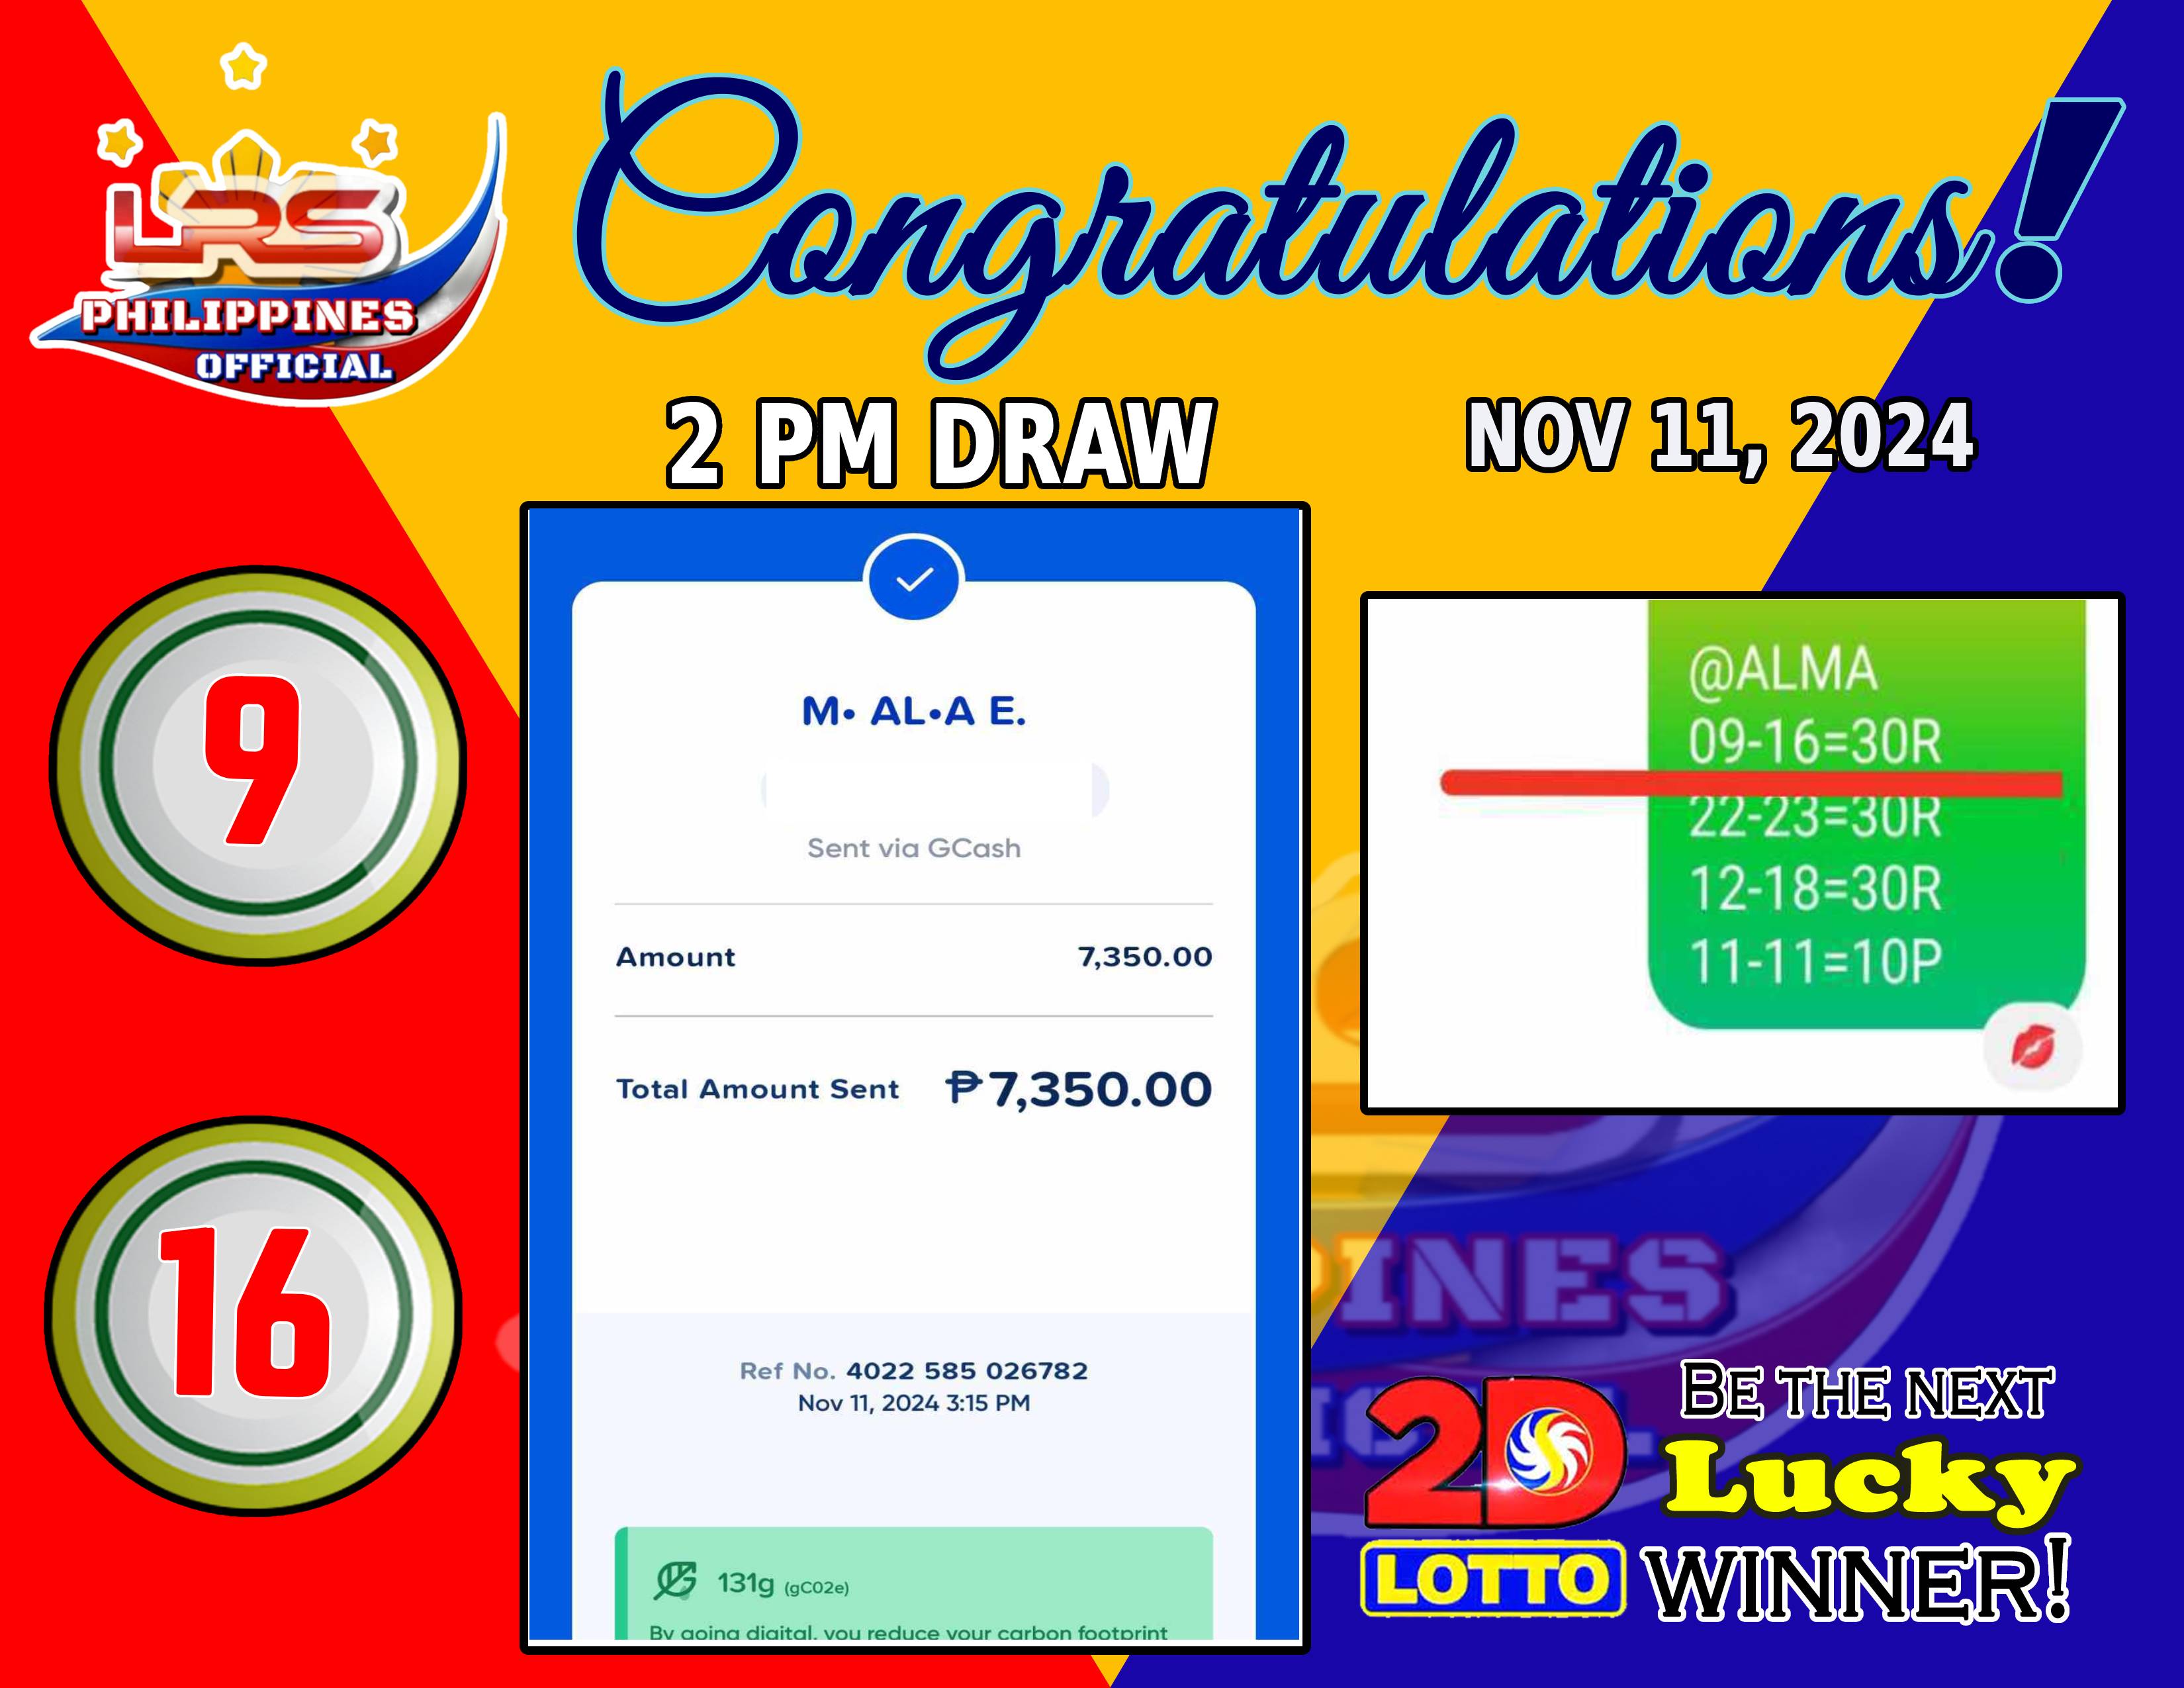 LRS
PHILIPPINES
OFFICIAL
Congratulations!
2 PM DRAW
NOV 11, 2024
9
16
M• AL•A E.
Sent via GCash
Amount 7,350.00
Total Amount Sent ₱7,350.00
Ref No. 4022 585 026782
Nov 11, 2024 3:15 PM
131g (gCO2e)
By going digital, you reduce your carbon footprint
@ALMA
09-16=30R
22-23=30R
12-18=30R
11-11=10P
PINES
2D
LOTTO
BE THE NEXT
Lucky
WINNER!